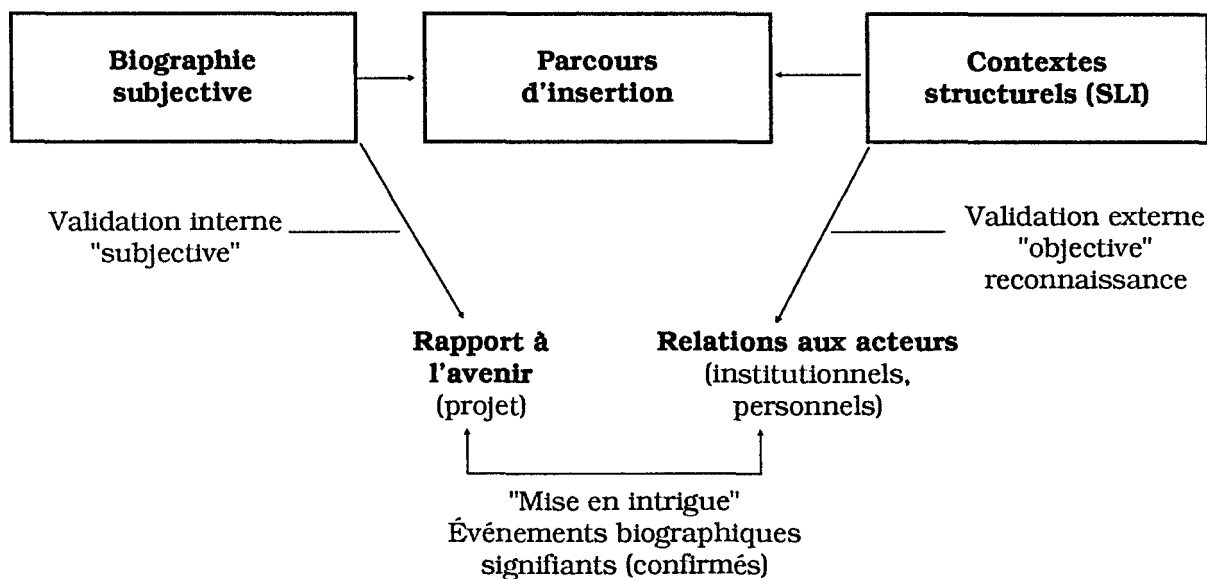 Biographie
subjective
Parcours
d'insertion
Contextes
structurels (SLI)
Validation interne
"subjective"
Validation externe
"objective"
reconnaissance
Rapport à
l'avenir
(projet)
Relations aux acteurs
(institutionnels,
personnels)
"Mise en intrigue"
Événements biographiques
signifiants (confirmés)